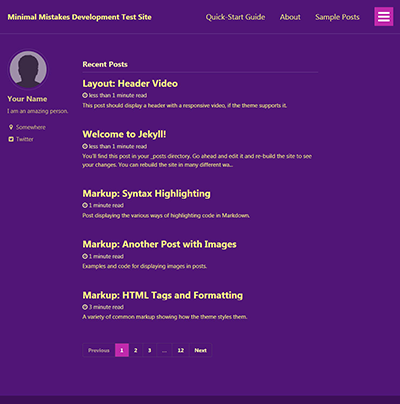 Minimal Mistakes Development Test Site
Quick-Start Guide About Sample Posts
Your Name
I am an amazing person.
Somewhere
Twitter
Recent Posts
Layout: Header Video
less than 1 minute read
This post should display a header with a responsive video, if the theme supports it.
Welcome to Jekyll!
less than 1 minute read
You'll find this post in your _posts directory. Go ahead and edit it and re-build the site to see
your changes. You can rebuild the site in many different wa...
Markup: Syntax Highlighting
1 minute read
Post displaying the various ways of highlighting code in Markdown.
Markup: Another Post with Images
1 minute read
Examples and code for displaying images in posts.
Markup: HTML Tags and Formatting
3 minute read
A variety of common markup showing how the theme styles them.
Previous 1 2 3 ... 12 Next